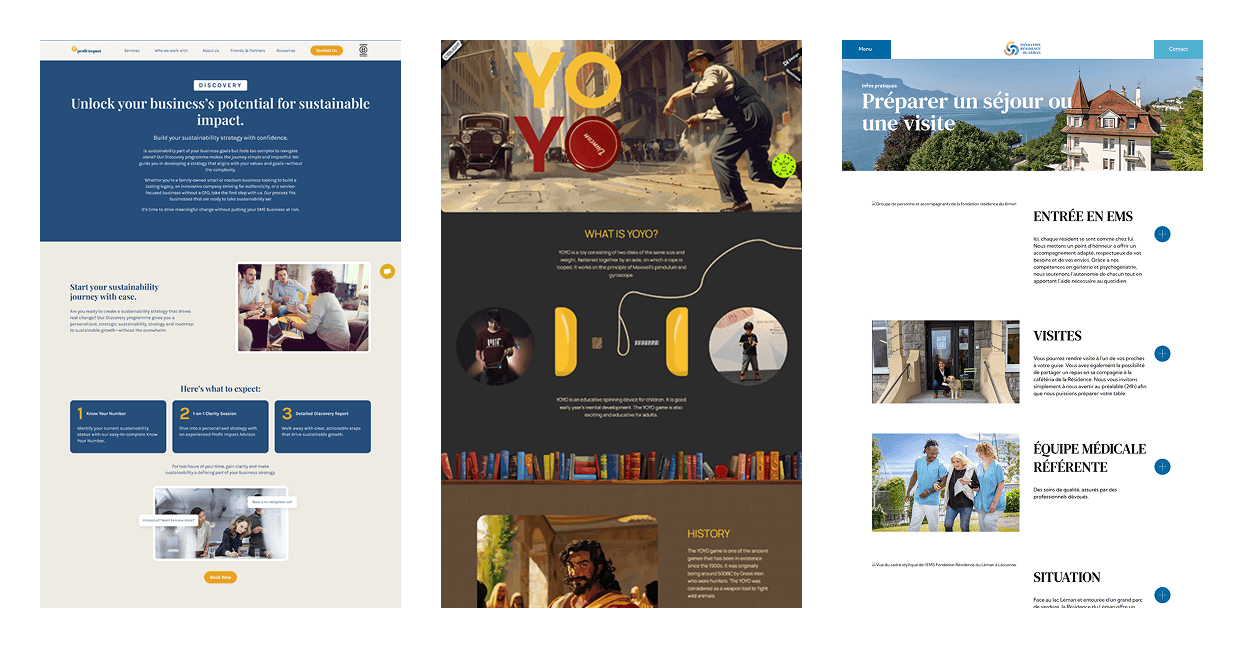 profit impact
Services
Who we work with
About Us
Friends & Partners
Resources
Contact Us
DISCOVERY
Unlock your business's potential for sustainable
impact.
Build your sustainability strategy with confidence.
Is sustainability part of your business goals but feels too complex to navigate
alone? Our Discovery programme makes the journey simple and impactful. We
guide you in developing a strategy that aligns with your values and goals—without
the complexity.
Whether you're a family-owned small or medium business looking to build a
lasting legacy, an innovative company striving for authenticity, or a service-
focused business without a CFO, take the first step with us. Our process fits
businesses that are ready to take sustainability ser
It's time to drive meaningful change without putting your SME business at risk.
Start your sustainability
journey with ease.
Are you ready to create a sustainability strategy that drives
real change? Our Discovery programme gives you a
personalised, strategic sustainability strategy and roadmap
to sustainable growth—without the overwhelm.
Here's what to expect:
1 Know Your Number
Identify your current sustainability
status with our easy-to-complete Know
Your Number.
2 1-on-1 Clarity Session
Dive into a personalised strategy with
an experienced Profit Impact Advisor.
3 Detailed Discovery Report
Walk away with clear, actionable steps
that drive sustainable growth.
For two hours of your time, gain clarity and make
sustainability a defining part of your business strategy.
Book a no obligation call
Interested? Want to know more?
Book Now
YO
YO
WHAT IS YOYO?
YOYO is a toy consisting of two disks of the same size and
weight, fastened together by an axle, on which a rope is
looped. It works on the principle of Maxwell's pendulum and
gyroscope.
YOYO is an educational spinning device for children. It is good
early year's mental development. The YOYO game is also
exciting and educative for adults.
HISTORY
The YOYO game is one of the ancient
games that has been in existence
since the 1900s. It was originally
being around 500BC by Greek men
who were hunters. The YOYO was
considered as a weapon tool to fight
wild animals.
Menu
FONDATION
RÉSIDENCE
DU LÉMAN
Contact
Infos pratiques
Préparer un séjour ou
une visite
Groupe de personne et accompagnants de la fondation résidence du léman
ENTRÉE EN EMS
Ici, chaque résident se sent comme chez lui.
Nous mettons un point d'honneur à offrir un
accompagnement adapté, respectueux de vos
besoins et de vos envies. Grâce à nos
compétences en gériatrie et psychogériatrie,
nous soutenons l'autonomie de chacun tout en
apportant l'aide nécessaire au quotidien.
VISITES
Vous pourrez rendre visite à l'un de vos proches
à votre guise. Vous avez également la possibilité
de partager un repas en sa compagnie à la
cafétéria de la Résidence. Nous vous invitons
simplement à nous avertir au préalable (24h) afin
que nous puissions préparer votre table.
ÉQUIPE MÉDICALE
RÉFÉRENTE
Des soins de qualité, assurés par des
professionnels dévoués.
Vue du cadre idyllique de l'EMS Fondation Résidence du Léman à Lausanne.
SITUATION
Face au lac Léman et entourée d'un grand parc
de verdure, la Résidence du Léman offre un